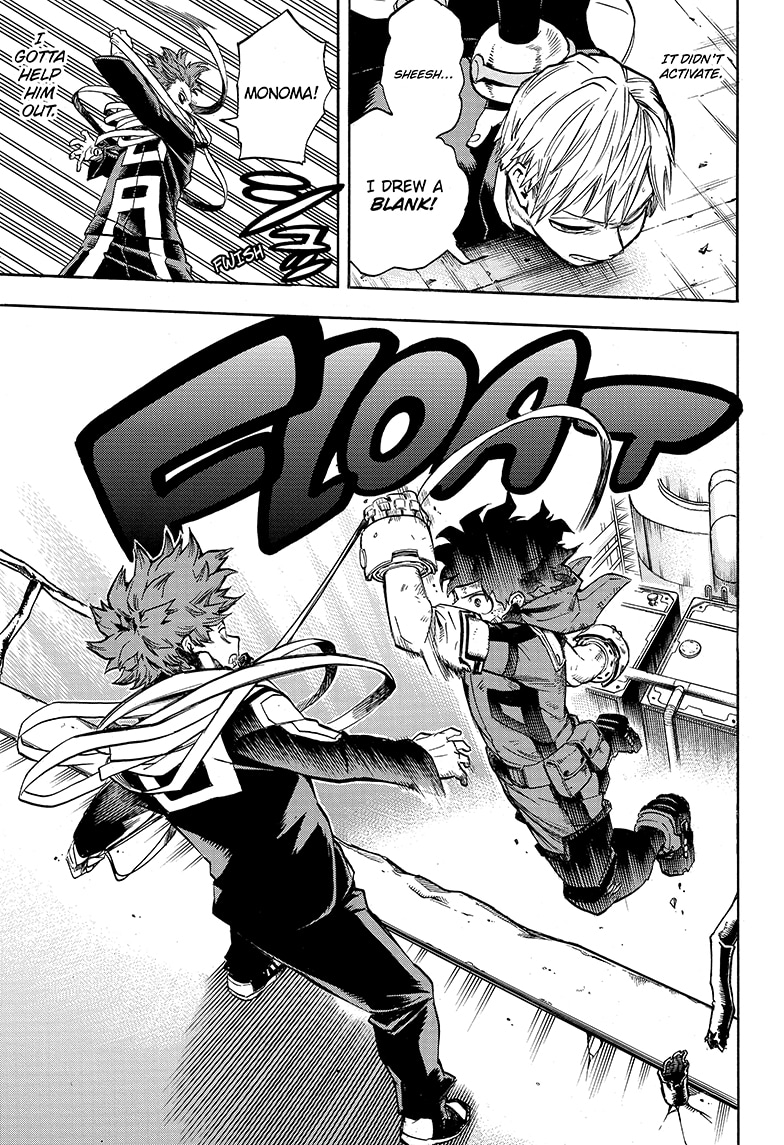 IT DIDN'T
ACTIVATE.
SHEESH...
I DREW A
BLANK!
MONOMA!
FWISH
I
GOTTA
HELP
HIM
OUT.
FLOAT